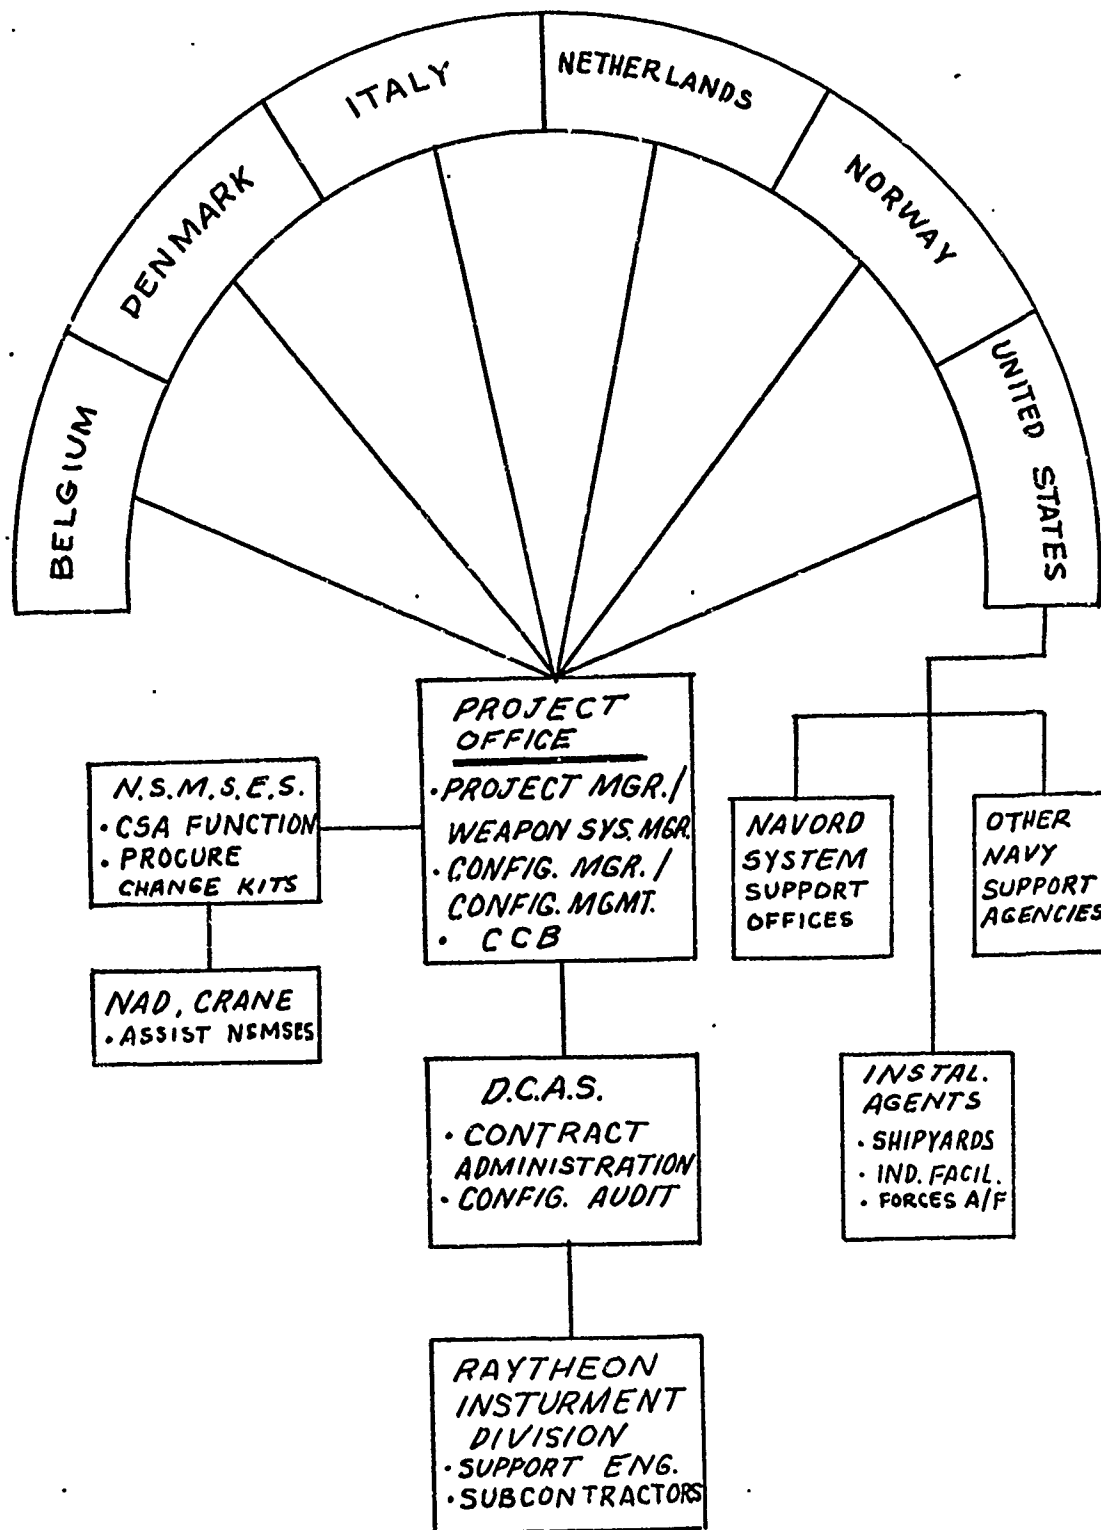 BELGIUM
DENMARK
ITALY
NETHERLANDS
NORWAY
UNITED STATES
PROJECT
OFFICE
• PROJECT MGR./
WEAPON SYS. MGR.
• CONFIG. MGR./
CONFIG. MGMT.
• CCB
N.S.M.S.E.S.
• CSA FUNCTION
• PROCURE
CHANGE KITS
NAD, CRANE
• ASSIST NSMSES
NAVORD
SYSTEM
SUPPORT
OFFICES
OTHER
NAVY
SUPPORT
AGENCIES
D.C.A.S.
• CONTRACT
ADMINISTRATION
• CONFIG. AUDIT
INSTAL.
AGENTS
• SHIPYARDS
• IND. FACIL.
• FORCES A/F
RAYTHEON
INSTURMENT
DIVISION
• SUPPORT ENG.
• SUBCONTRACTORS